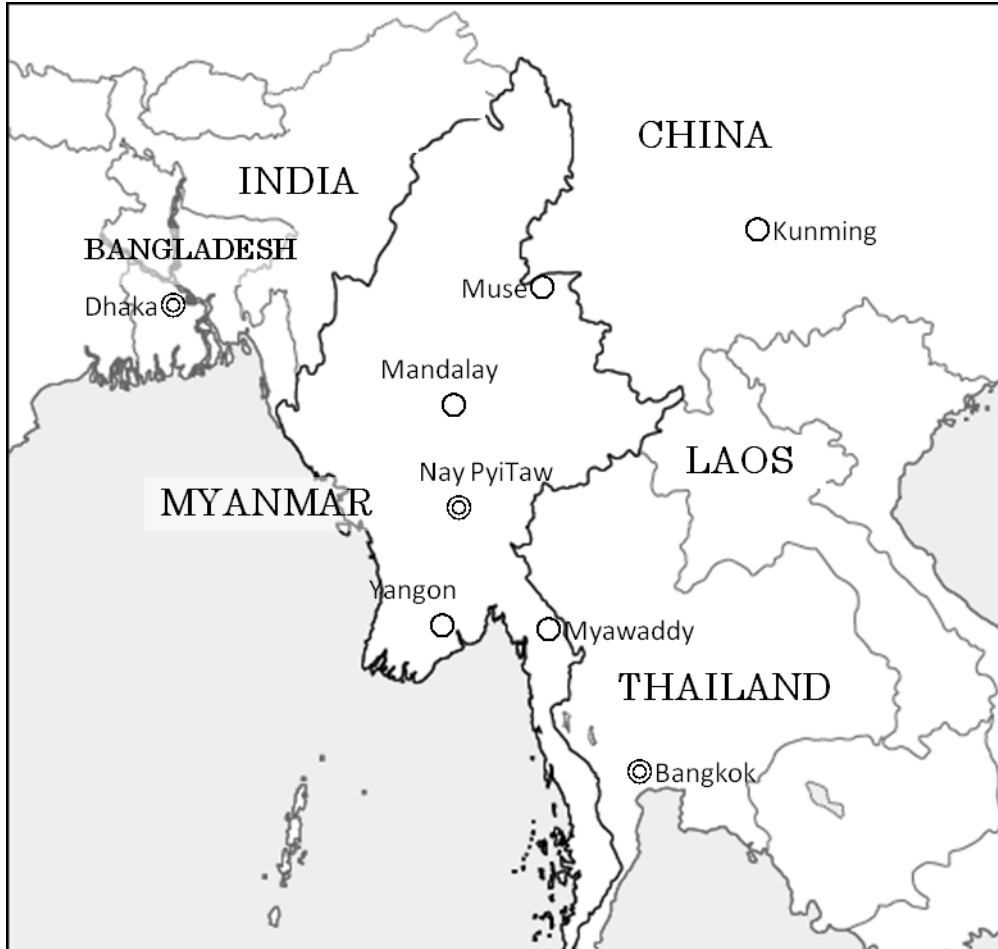 CHINA
INDIA
Kunming
BANGLADESH
Muse
Dhaka
Mandalay
LAOS
Nay PyiTaw
MYANMAR
Yangon
Myawaddy
THAILAND
Bangkok